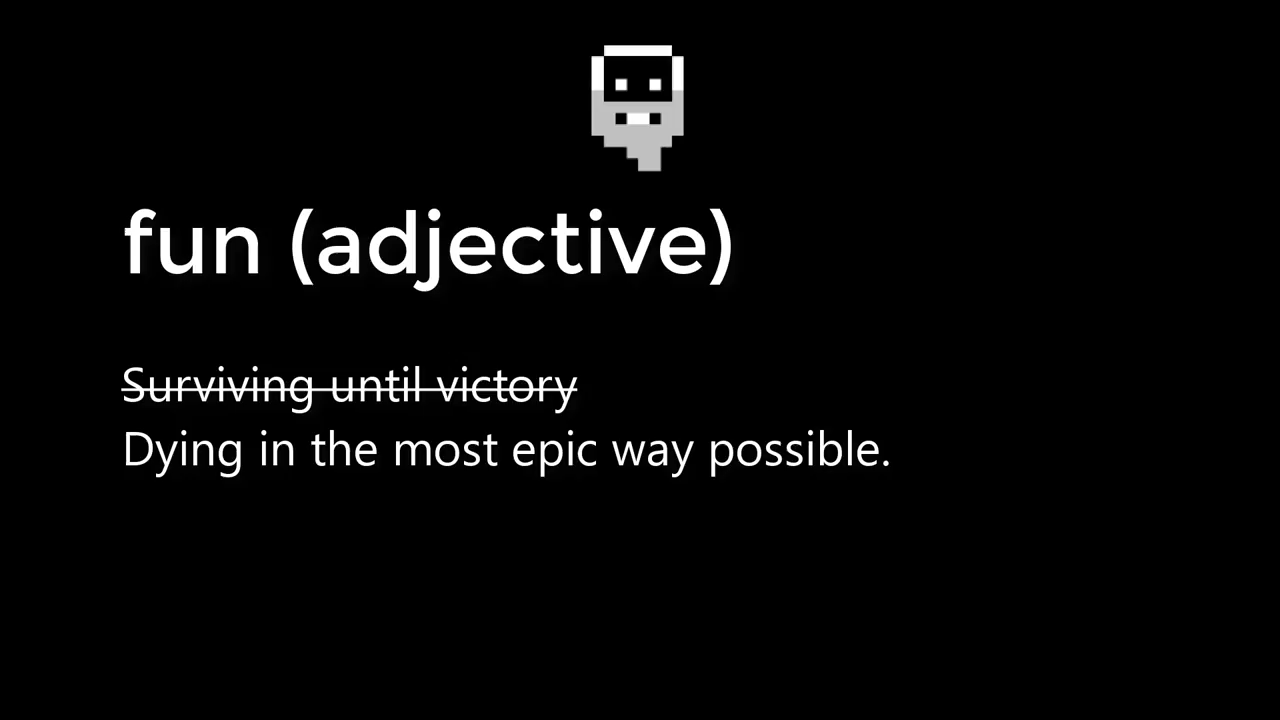 fun (adjective)
Surviving until victory
Dying in the most epic way possible.